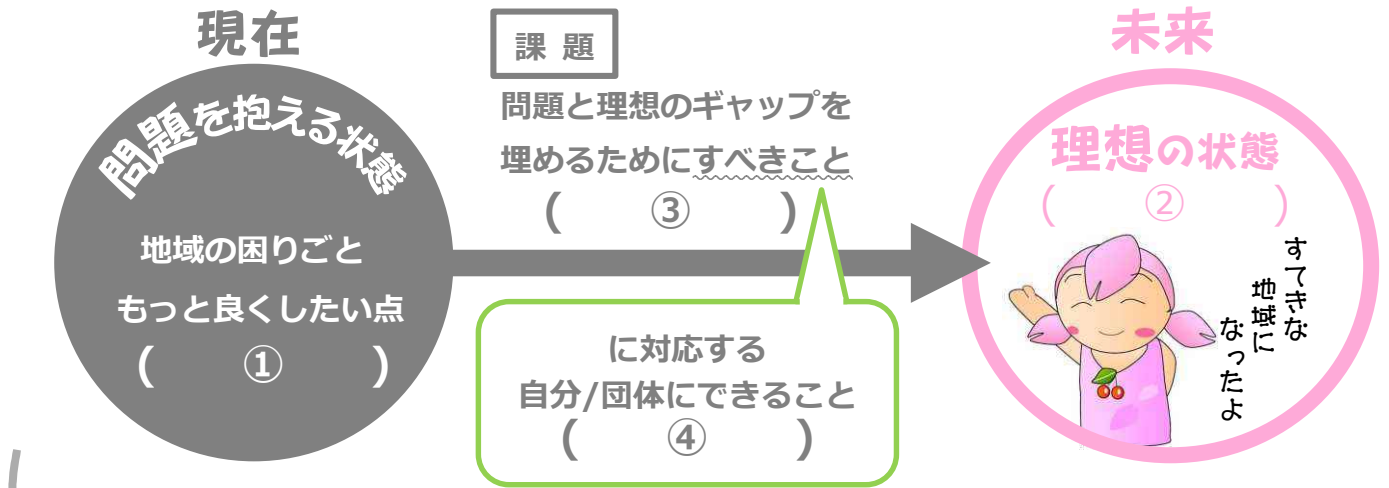 現在
問題を抱える状態
地域の困りごと
もっと良くしたい点
(　①　)
課 題
問題と理想のギャップを
埋めるためにすべきこと
(　③　)
に対応する
自分/団体にできること
(　④　)
未来
理想の状態
(　②　)
すてきな
地域に
なったよ